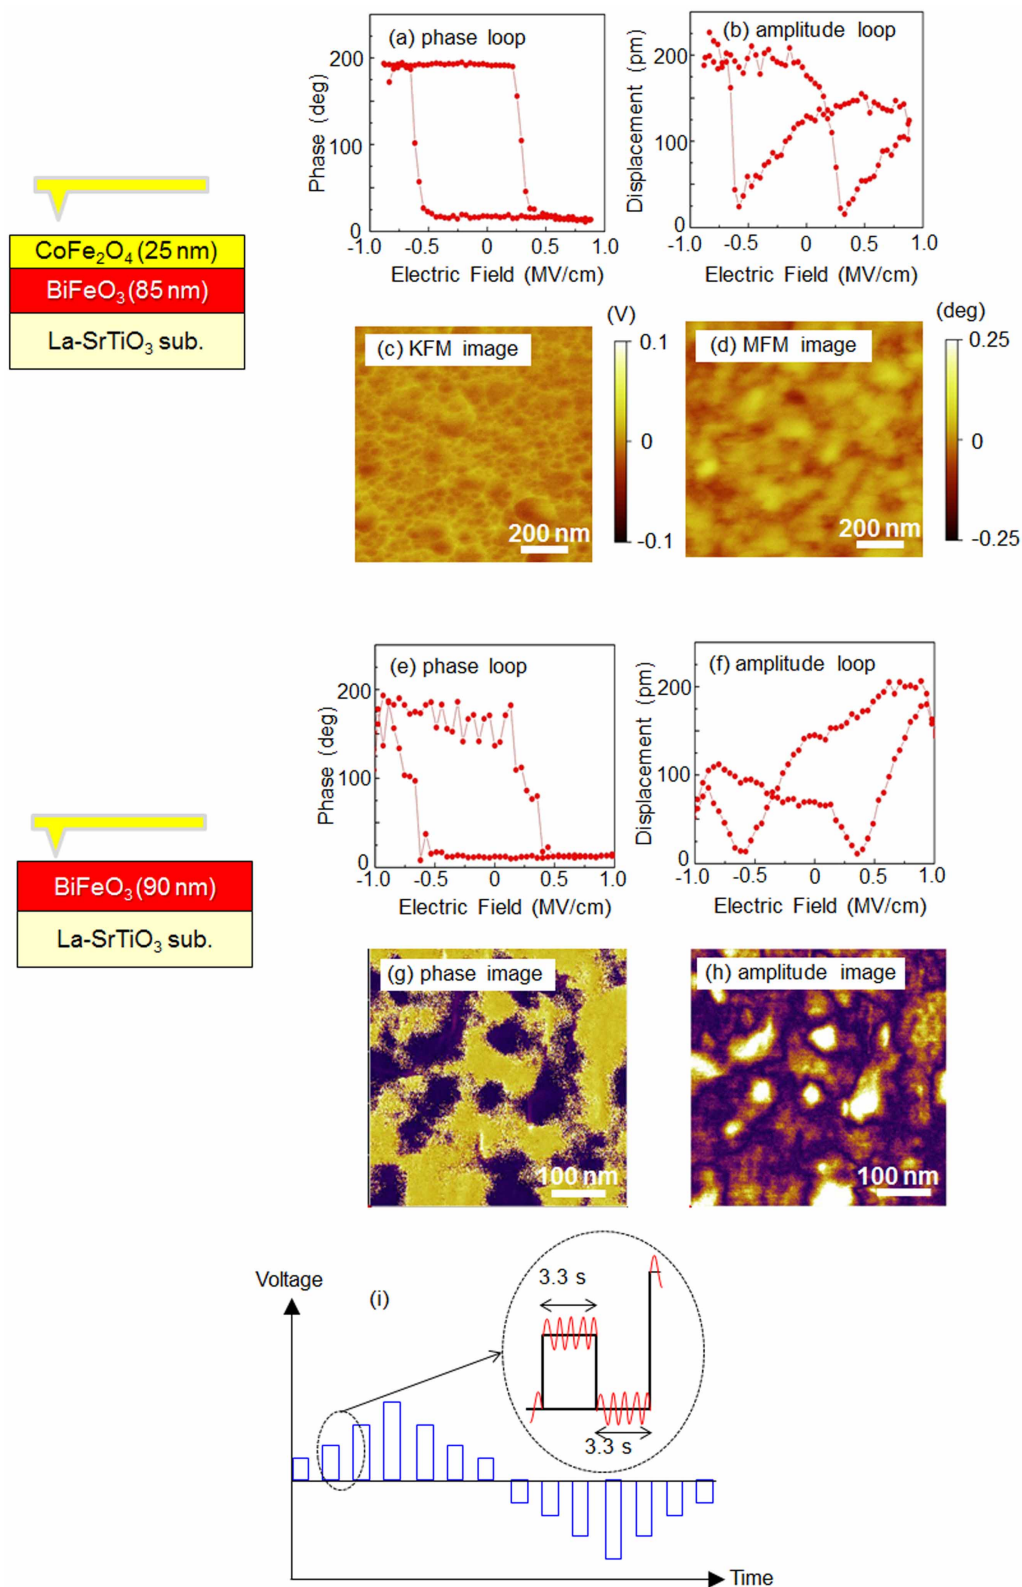 CoFe₂O₄ (25 nm)
BiFeO₃ (85 nm)
La-SrTiO₃ sub.
(a) phase loop
Phase (deg)
200
100
0
-1.0 -0.5 0 0.5 1.0
Electric Field (MV/cm)
(b) amplitude loop
Displacement (pm)
200
100
0
-1.0 -0.5 0 0.5 1.0
Electric Field (MV/cm)
(c) KFM image
200 nm
(V)
0.1
0
-0.1
(d) MFM image
200 nm
(deg)
0.25
0
-0.25
BiFeO₃ (90 nm)
La-SrTiO₃ sub.
(e) phase loop
Phase (deg)
200
100
0
-1.0 -0.5 0 0.5 1.0
Electric Field (MV/cm)
(f) amplitude loop
Displacement (pm)
200
100
0
-1.0 -0.5 0 0.5 1.0
Electric Field (MV/cm)
(g) phase image
100 nm
(h) amplitude image
100 nm
Voltage
(i)
3.3 s
3.3 s
Time